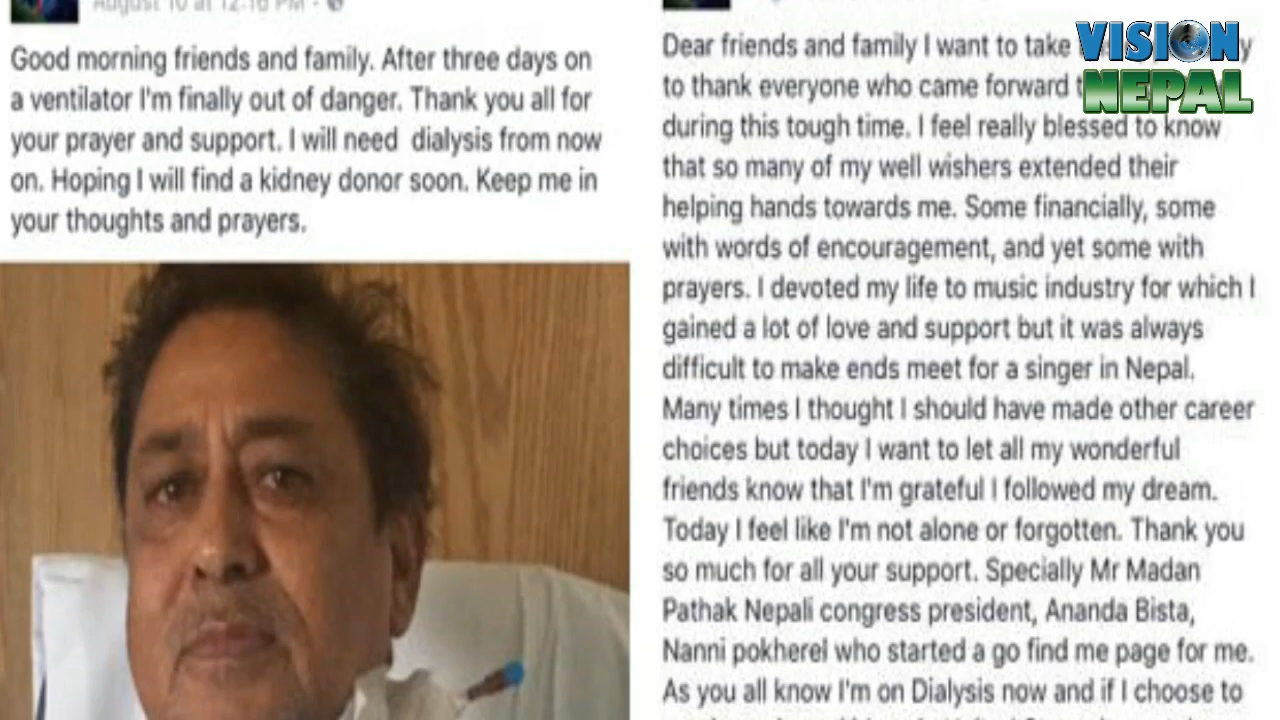 August 10 at 12:16 PM
Good morning friends and family. After three days on
a ventilator I'm finally out of danger. Thank you all for
your prayer and support. I will need dialysis from now
on. Hoping I will find a kidney donor soon. Keep me in
your thoughts and prayers.
VISION
NEPAL
Dear friends and family I want to take
to thank everyone who came forward
during this tough time. I feel really blessed to know
that so many of my well wishers extended their
helping hands towards me. Some financially, some
with words of encouragement, and yet some with
prayers. I devoted my life to music industry for which I
gained a lot of love and support but it was always
difficult to make ends meet for a singer in Nepal.
Many times I thought I should have made other career
choices but today I want to let all my wonderful
friends know that I'm grateful I followed my dream.
Today I feel like I'm not alone or forgotten. Thank you
so much for all your support. Specially Mr Madan
Pathak Nepali congress president, Ananda Bista,
Nanni pokherel who started a go find me page for me.
As you all know I'm on Dialysis now and if I choose to